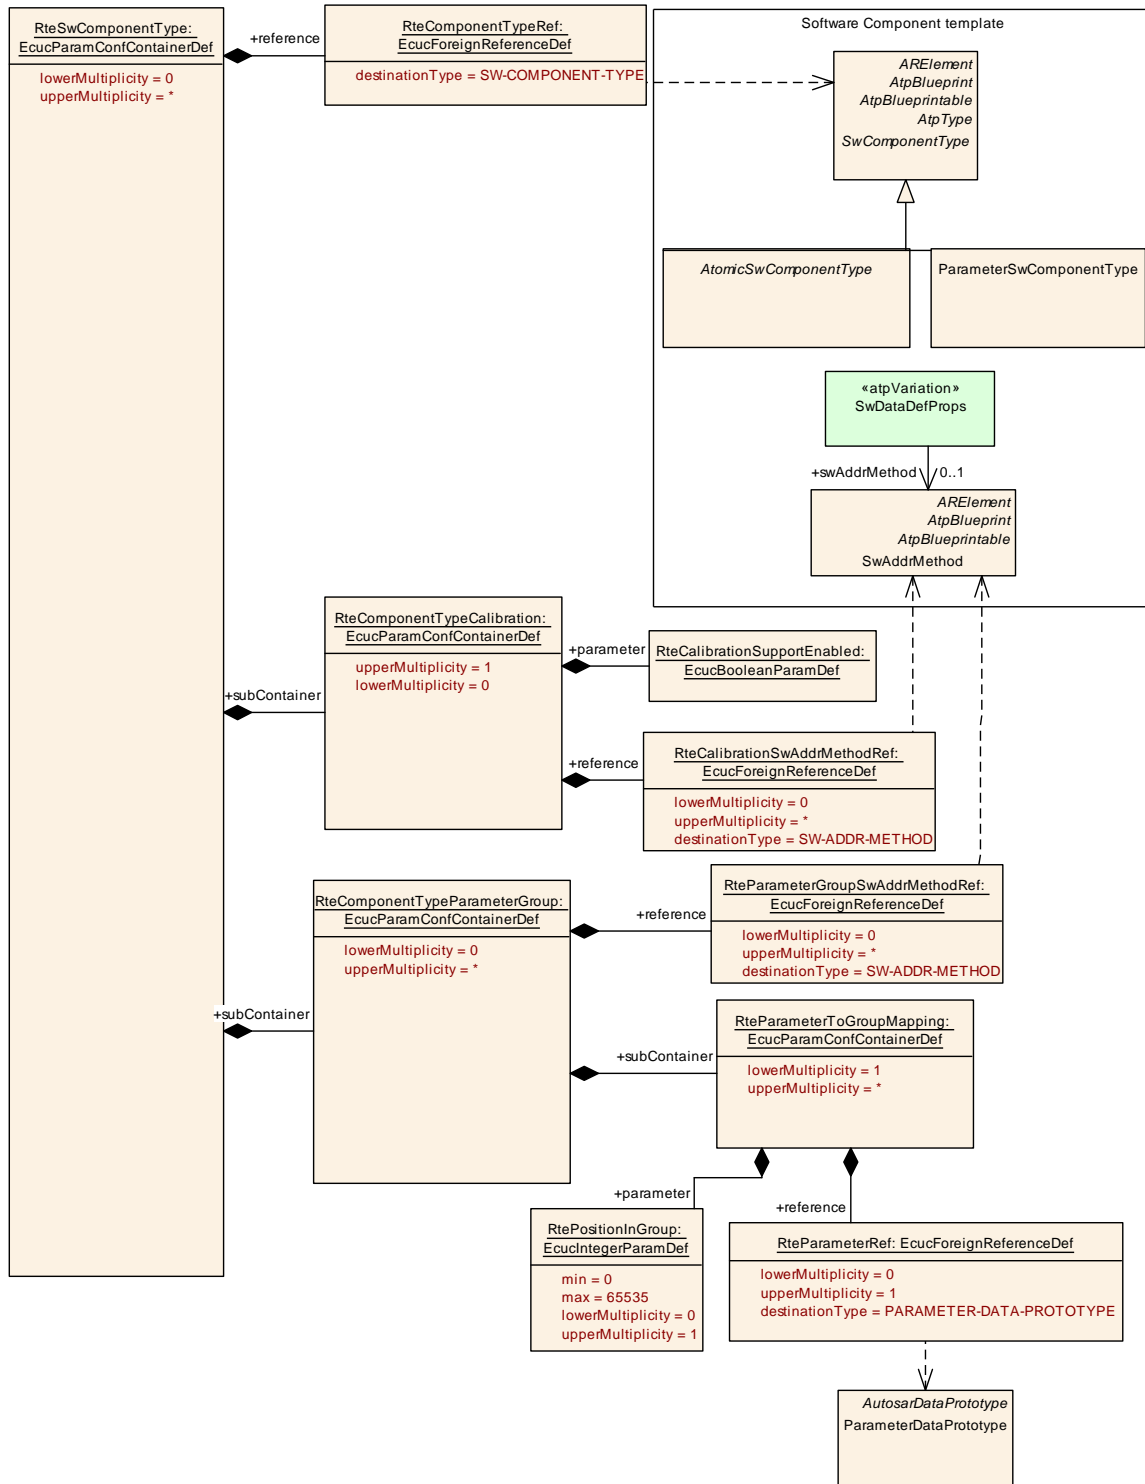 RteSwComponentType:
EcucParamConfContainerDef
lowerMultiplicity = 0
upperMultiplicity = *
+reference
RteComponentTypeRef:
EcucForeignReferenceDef
destinationType = SW-COMPONENT-TYPE
Software Component template
ARElement
AtpBlueprint
AtpBlueprintable
AtpType
SwComponentType
AtomicSwComponentType
ParameterSwComponentType
«atpVariation»
SwDataDefProps
+swAddrMethod
0..1
ARElement
AtpBlueprint
AtpBlueprintable
SwAddrMethod
+subContainer
RteComponentTypeCalibration:
EcucParamConfContainerDef
upperMultiplicity = 1
lowerMultiplicity = 0
+parameter
RteCalibrationSupportEnabled:
EcucBooleanParamDef
+reference
RteCalibrationSwAddrMethodRef:
EcucForeignReferenceDef
lowerMultiplicity = 0
upperMultiplicity = *
destinationType = SW-ADDR-METHOD
+subContainer
RteComponentTypeParameterGroup:
EcucParamConfContainerDef
lowerMultiplicity = 0
upperMultiplicity = *
+reference
RteParameterGroupSwAddrMethodRef:
EcucForeignReferenceDef
lowerMultiplicity = 0
upperMultiplicity = *
destinationType = SW-ADDR-METHOD
+subContainer
RteParameterToGroupMapping:
EcucParamConfContainerDef
lowerMultiplicity = 1
upperMultiplicity = *
+parameter
RtePositionInGroup:
EcucIntegerParamDef
min = 0
max = 65535
lowerMultiplicity = 0
upperMultiplicity = 1
+reference
RteParameterRef: EcucForeignReferenceDef
lowerMultiplicity = 0
upperMultiplicity = 1
destinationType = PARAMETER-DATA-PROTOTYPE
AutosarDataPrototype
ParameterDataPrototype